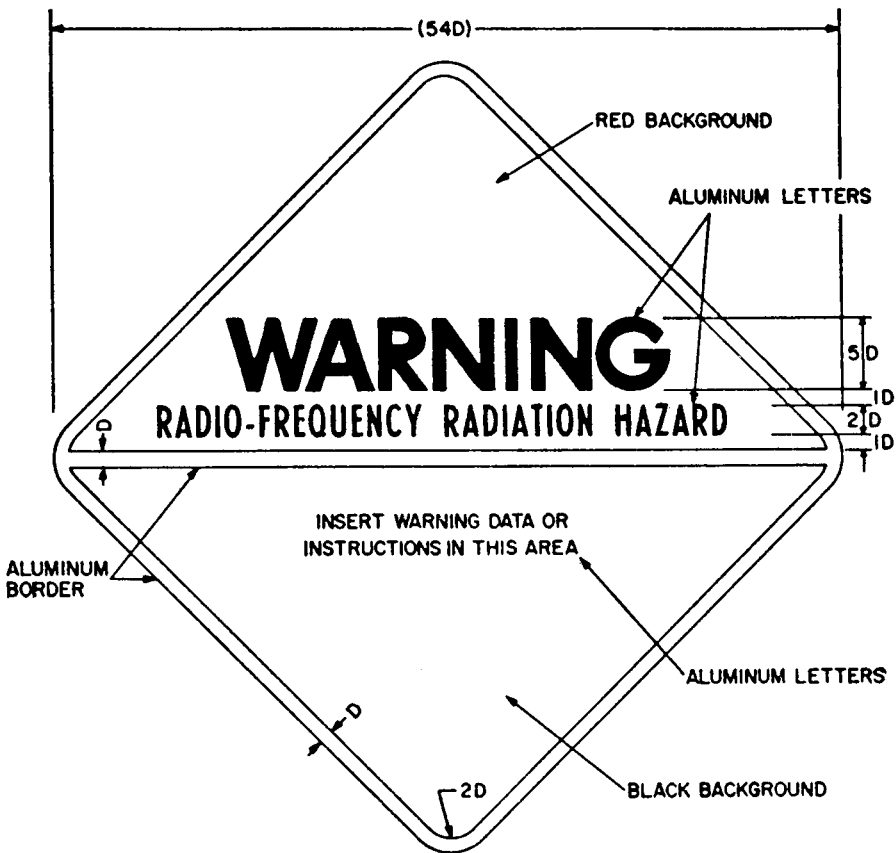 (54D)
RED BACKGROUND
ALUMINUM LETTERS
WARNING
5D
1D
RADIO-FREQUENCY RADIATION HAZARD
2D
D
1D
INSERT WARNING DATA OR
INSTRUCTIONS IN THIS AREA
ALUMINUM
BORDER
ALUMINUM LETTERS
D
2D
BLACK BACKGROUND